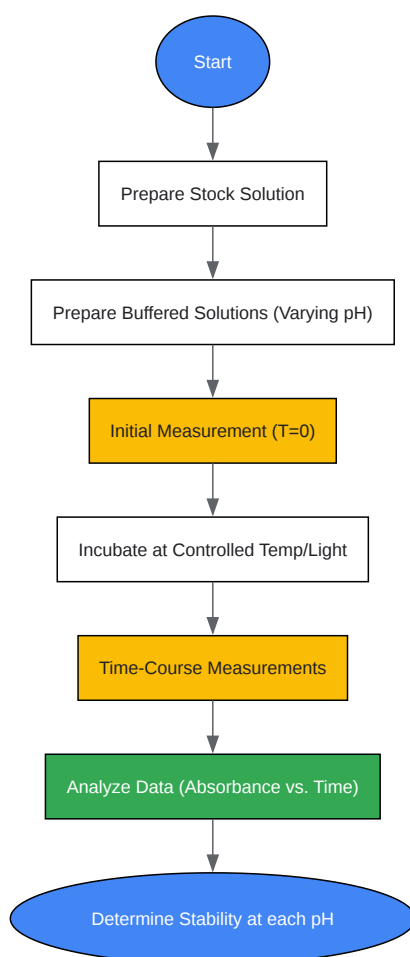 Start
Prepare Stock Solution
Prepare Buffered Solutions (Varying pH)
Initial Measurement (T=0)
Incubate at Controlled Temp/Light
Time-Course Measurements
Analyze Data (Absorbance vs. Time)
Determine Stability at each pH